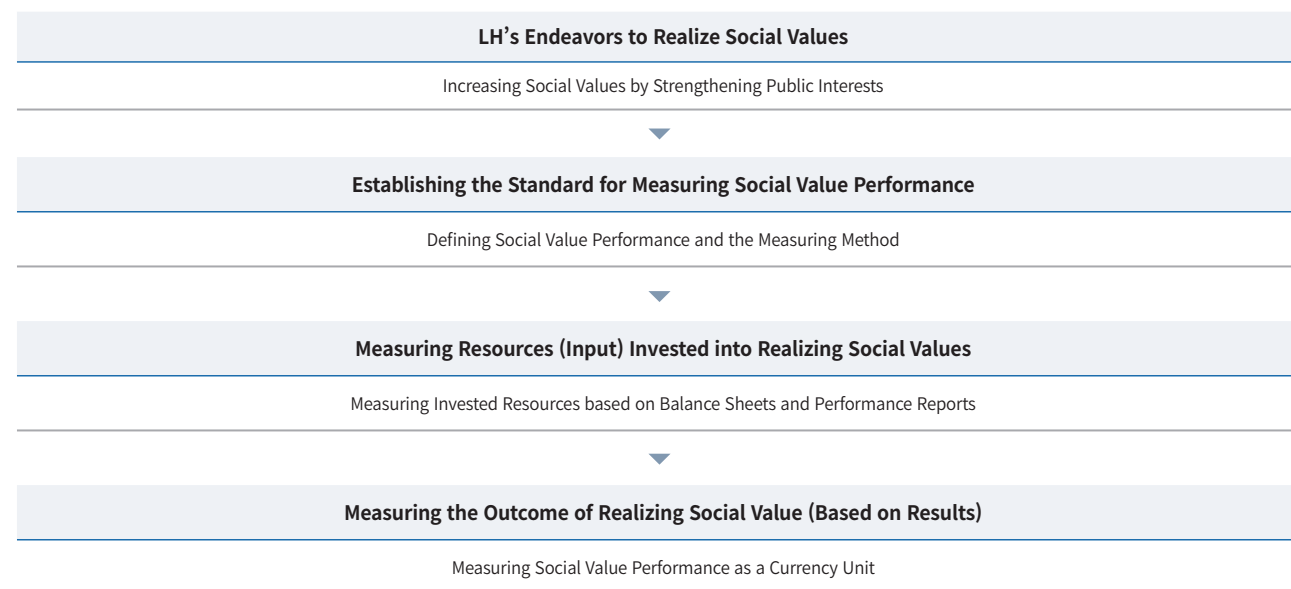 LH’s Endeavors to Realize Social Values
Increasing Social Values by Strengthening Public Interests
Establishing the Standard for Measuring Social Value Performance
Defining Social Value Performance and the Measuring Method
Measuring Resources (Input) Invested into Realizing Social Values
Measuring Invested Resources based on Balance Sheets and Performance Reports
Measuring the Outcome of Realizing Social Value (Based on Results)
Measuring Social Value Performance as a Currency Unit